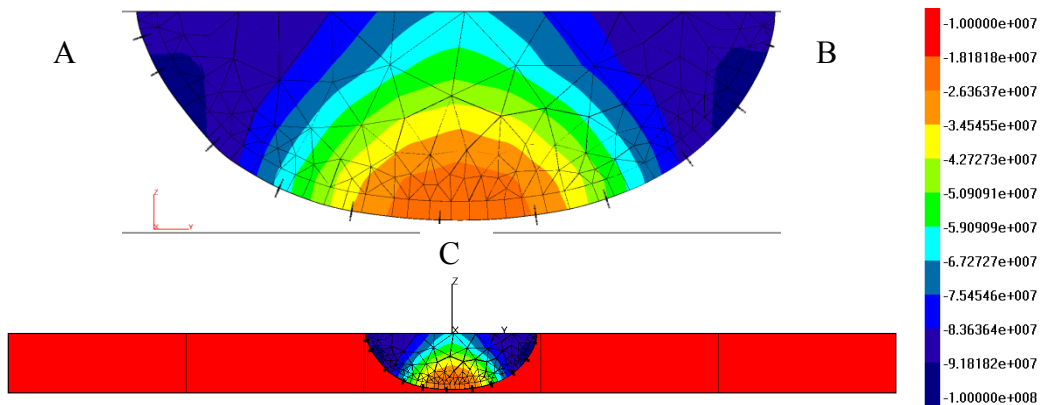 A
B
-1.00000e+007
-1.81818e+007
-2.63637e+007
-3.45455e+007
-4.27273e+007
-5.09091e+007
-5.90909e+007
-6.72727e+007
-7.54546e+007
-8.36364e+007
-9.18182e+007
-1.00000e+008
Z
X Y
C
Z
X Y